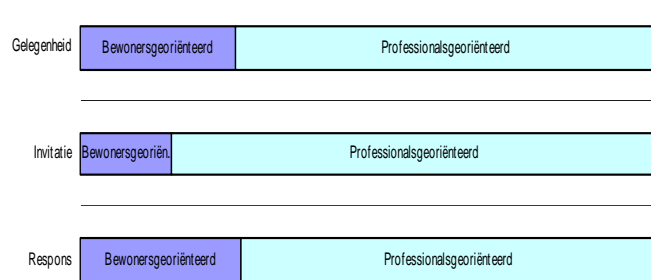 Gelegenheid Bewonersgeoriënteerd Professionalsgeoriënteerd
Invitatie Bewonersgeoriën. Professionalsgeoriënteerd
Respons Bewonersgeoriënteerd Professionalsgeoriënteerd